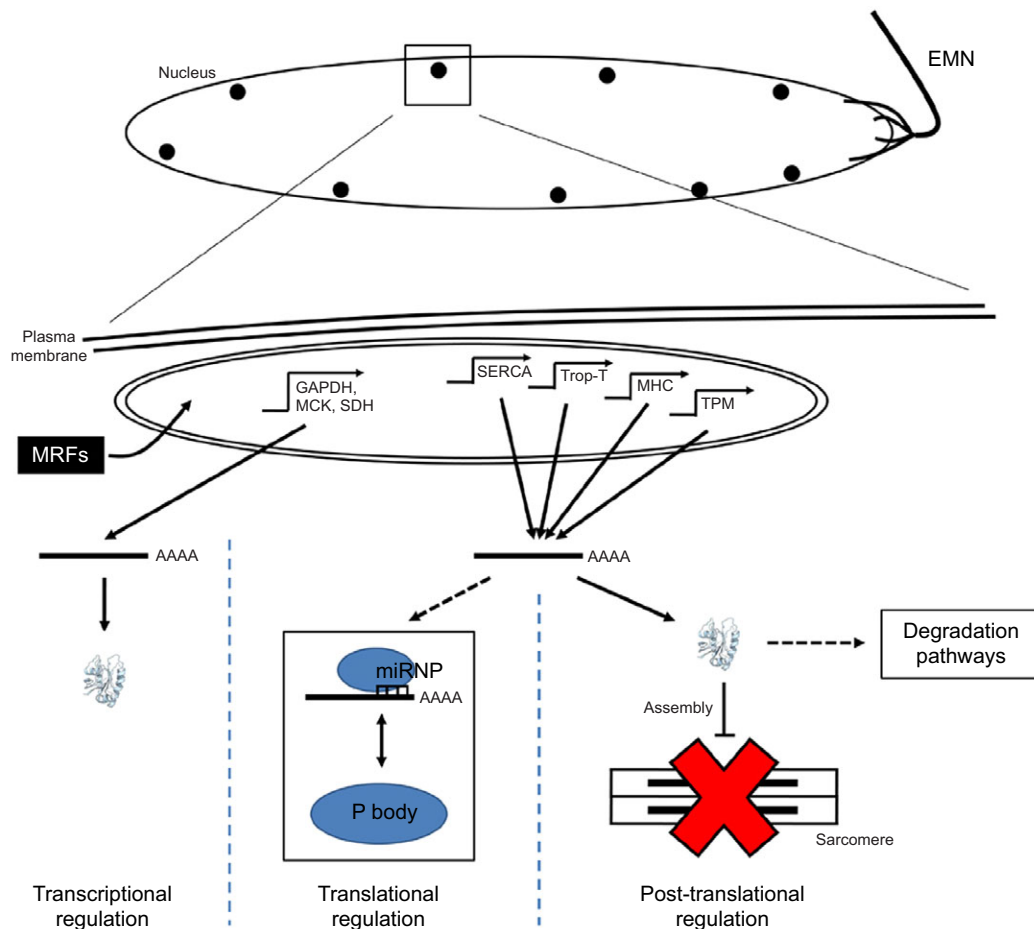 EMN
Nucleus
Plasma
membrane
GAPDH,
MCK, SDH
SERCA
Trop-T
MHC
TPM
MRFs
AAAA
AAAA
miRNP
AAAA
P body
Degradation
pathways
Assembly
Sarcomere
Transcriptional
regulation
Translational
regulation
Post-translational
regulation